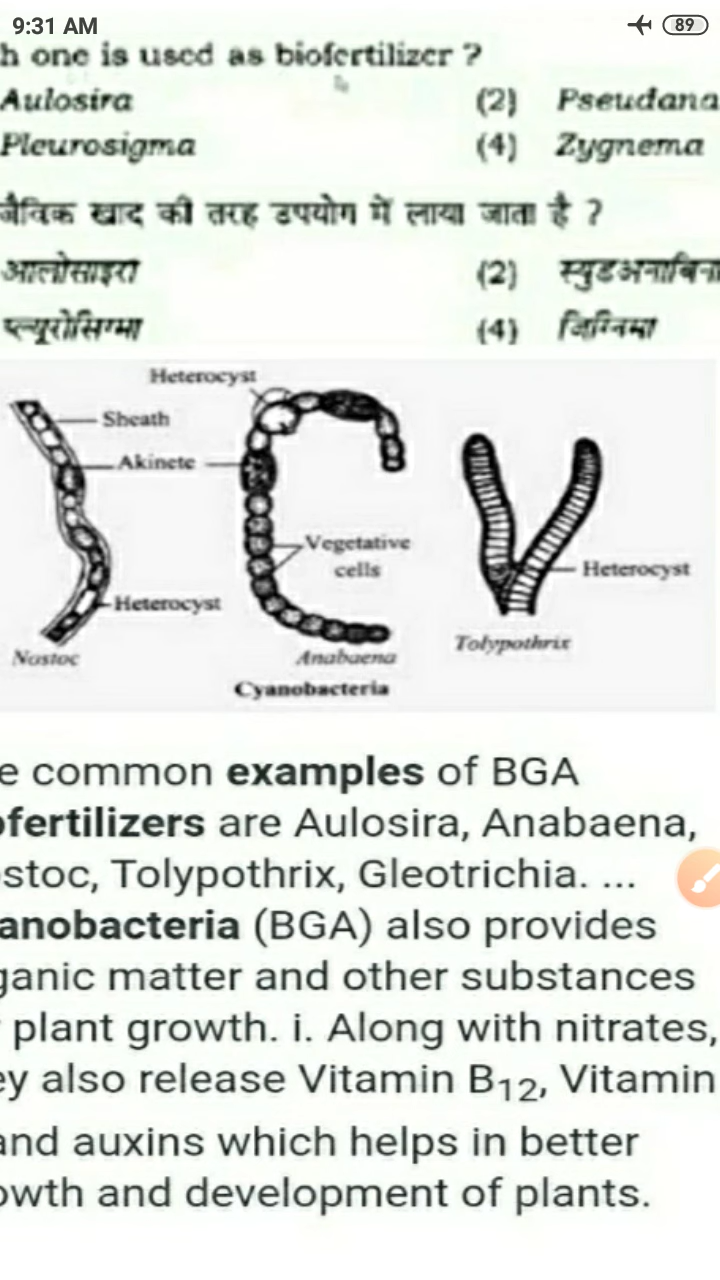 9:31 AM
89
h one is used as biofertilizer ?
Aulosira (2) Pseudana
Pleurosigma (4) Zygnema
जैविक खाद की तरह उपयोग में लाया जाता है ?
आलोसाइरा (2) स्युडअनाबिना
प्ल्यूरोसिग्मा (4) जिग्निमा
Heterocyst
Sheath
Akinete
Vegetative
cells
Heterocyst
Heterocyst
Nostoc
Anabaena
Tolypothrix
Cyanobacteria
e common examples of BGA
ofertilizers are Aulosira, Anabaena,
stoc, Tolypothrix, Gleotrichia. ...
anobacteria (BGA) also provides
ganic matter and other substances
plant growth. i. Along with nitrates,
ey also release Vitamin B12, Vitamin
and auxins which helps in better
owth and development of plants.